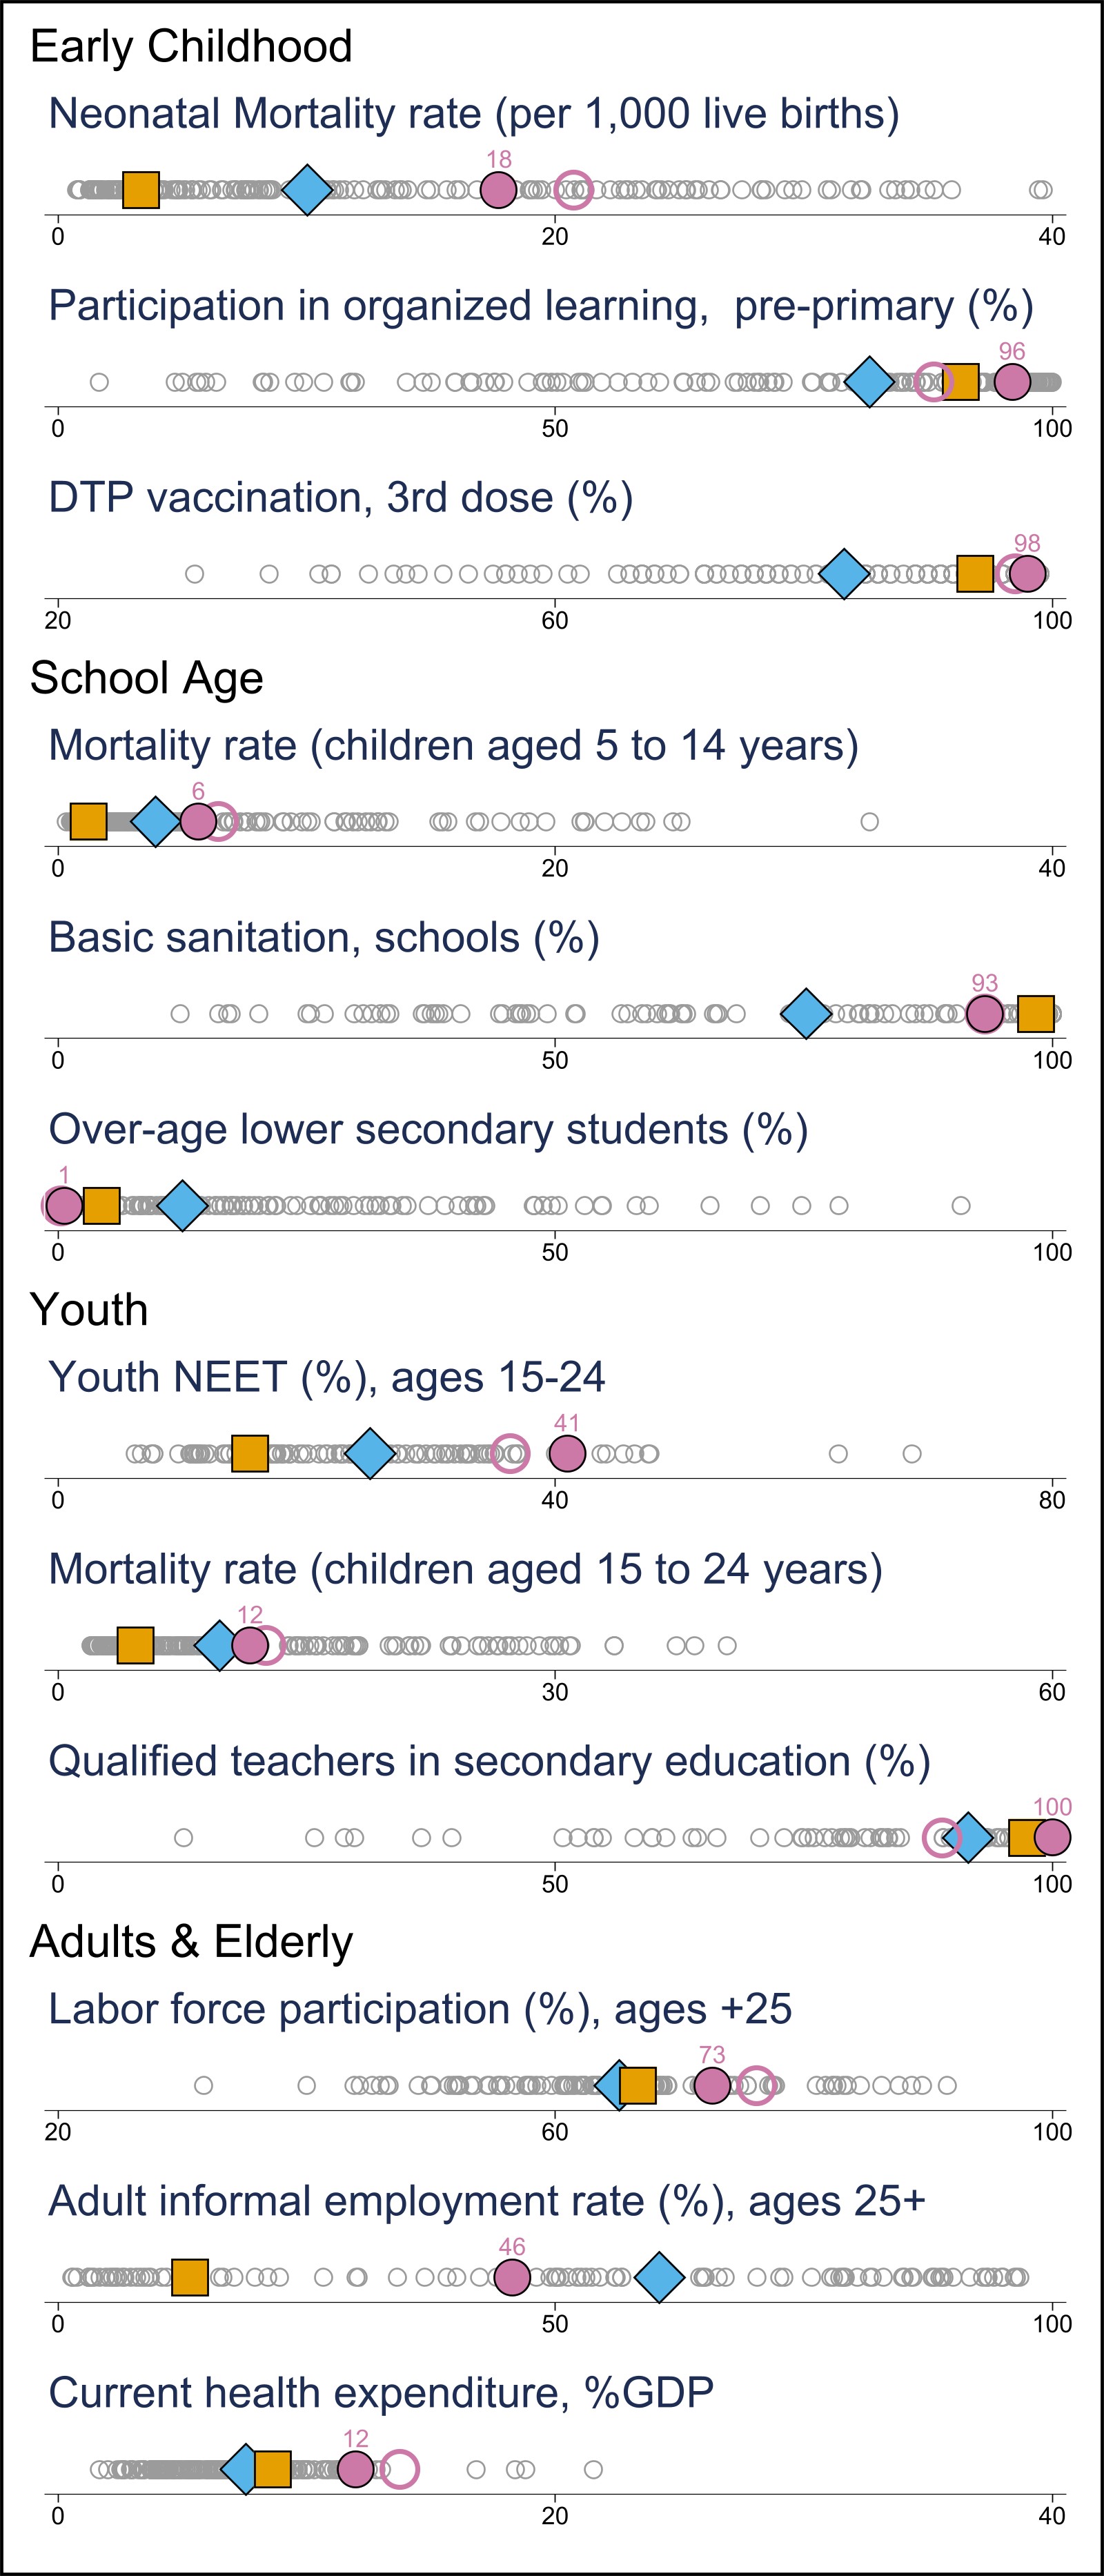 Early Childhood
Neonatal Mortality rate (per 1,000 live births)
18
0 20 40
Participation in organized learning,  pre-primary (%)
96
0 50 100
DTP vaccination, 3rd dose (%)
98
20 60 100
School Age
Mortality rate (children aged 5 to 14 years)
6
0 20 40
Basic sanitation, schools (%)
93
0 50 100
Over-age lower secondary students (%)
1
0 50 100
Youth
Youth NEET (%), ages 15-24
41
0 40 80
Mortality rate (children aged 15 to 24 years)
12
0 30 60
Qualified teachers in secondary education (%)
100
0 50 100
Adults & Elderly
Labor force participation (%), ages +25
73
20 60 100
Adult informal employment rate (%), ages 25+
46
0 50 100
Current health expenditure, %GDP
12
0 20 40